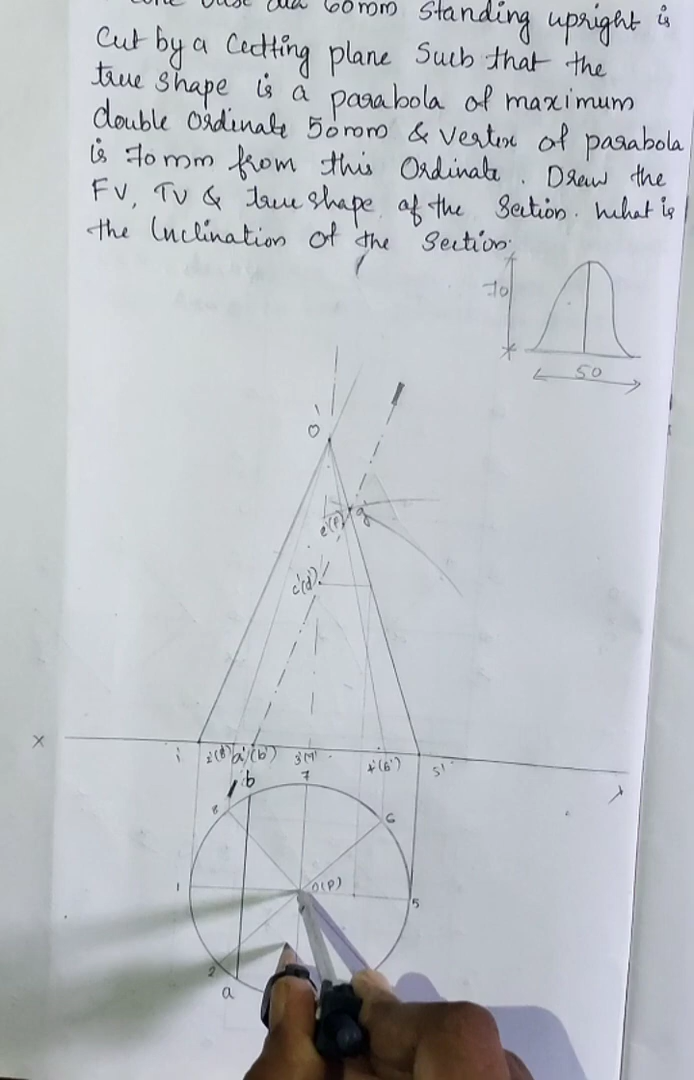 60mm standing upright is
cut by a cutting plane such that the
true shape is a parabola of maximum
double ordinate 50mm & vertex of parabola
is 70mm from this ordinate. Draw the
FV, TV & true shape of the section. What is
the Inclination of the section.
70
50
o'
e'(f')
g'
c'(d')
X
1'
2'(8')
a'(b')
3'(7')
4'(6')
5'
Y
b
7
8
6
1
o(P)
5
2
a